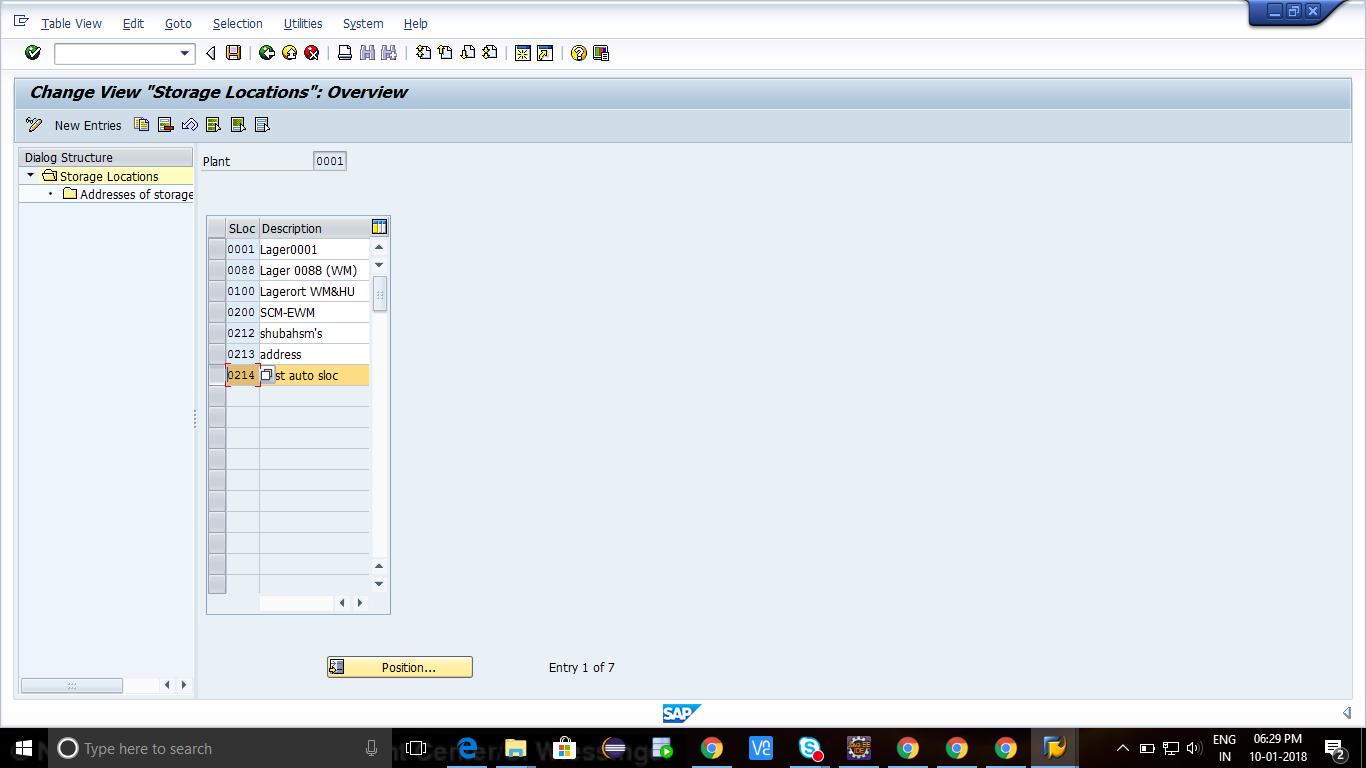 Table View Edit Goto Selection Utilities System Help
Change View "Storage Locations": Overview
New Entries
Dialog Structure
Storage Locations
Addresses of storage
Plant 0001
SLoc Description
0001 Lager0001
0088 Lager 0088 (WM)
0100 Lagerort WM&HU
0200 SCM-EWM
0212 shubahsm's
0213 address
0214 st auto sloc
Position...
Entry 1 of 7
SAP
Type here to search
ENG
IN
06:29 PM
10-01-2018
2